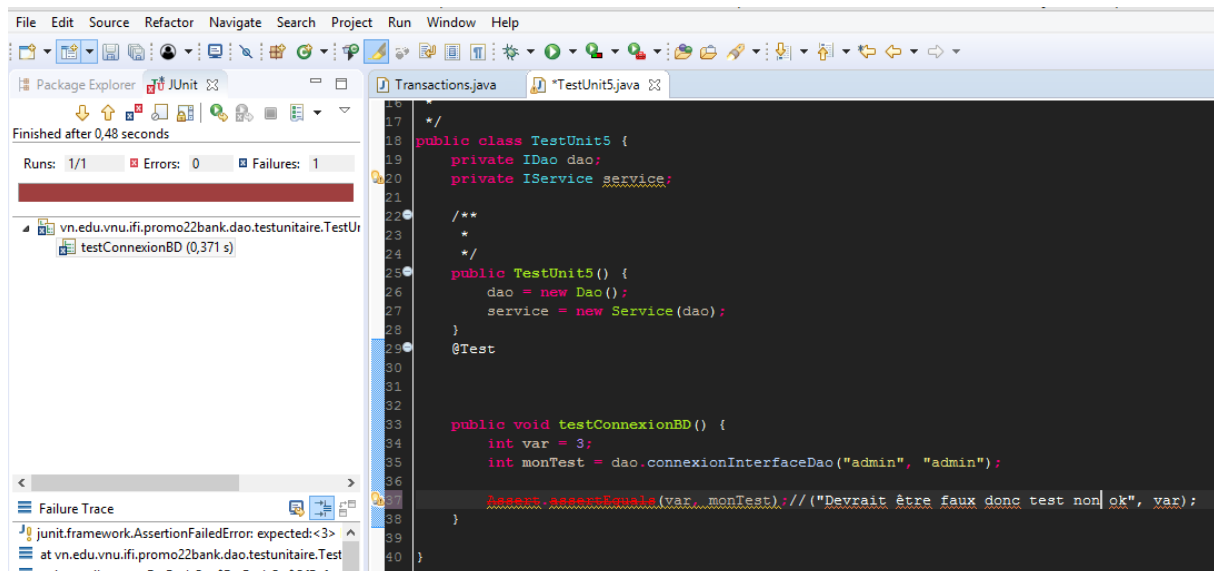 File Edit Source Refactor Navigate Search Project Run Window Help
Package Explorer JUnit
Transactions.java *TestUnit5.java
Finished after 0,48 seconds
Runs: 1/1 Errors: 0 Failures: 1
vn.edu.vnu.ifi.promo22bank.dao.testunitaire.TestUr
testConnexionBD (0,371 s)
Failure Trace
junit.framework.AssertionFailedError: expected:<3>
at vn.edu.vnu.ifi.promo22bank.dao.testunitaire.Test
16 *
17 */
18 public class TestUnit5 {
19 private IDao dao;
20 private IService service;
21
22 /**
23 *
24 */
25 public TestUnit5() {
26 dao = new Dao();
27 service = new Service(dao);
28 }
29 @Test
30
31
32
33 public void testConnexionBD() {
34 int var = 3;
35 int monTest = dao.connexionInterfaceDao("admin", "admin");
36
37 Assert.assertEquals(var, monTest);//("Devrait être faux donc test non ok", var);
38 }
39
40 }